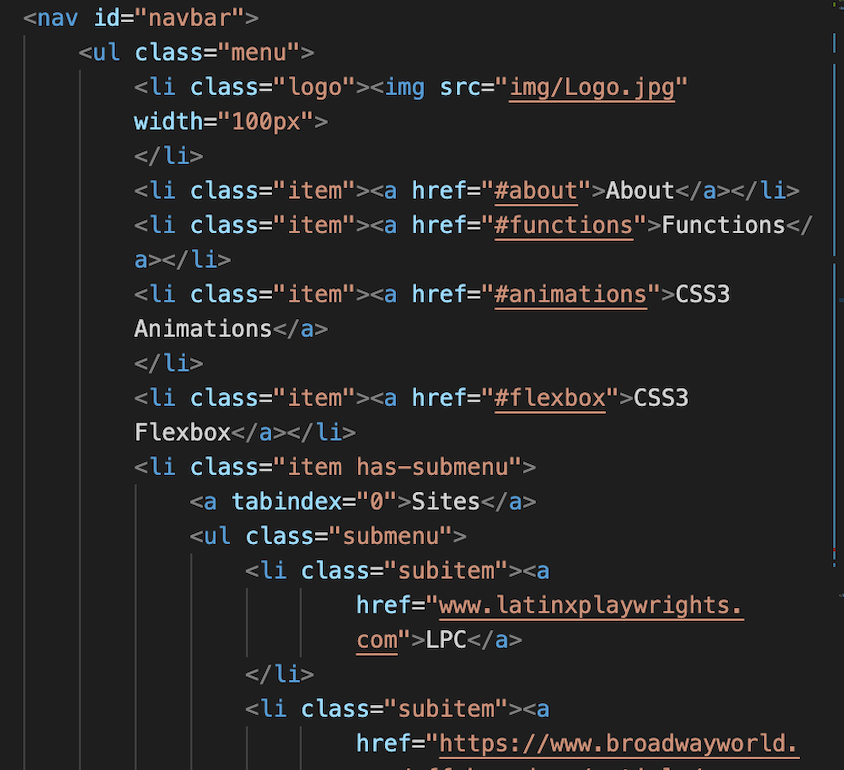 <nav id="navbar">
<ul class="menu">
<li class="logo"><img src="img/Logo.jpg"
width="100px">
</li>
<li class="item"><a href="#about">About</a></li>
<li class="item"><a href="#functions">Functions</
a></li>
<li class="item"><a href="#animations">CSS3
Animations</a>
</li>
<li class="item"><a href="#flexbox">CSS3
Flexbox</a></li>
<li class="item has-submenu">
<a tabindex="0">Sites</a>
<ul class="submenu">
<li class="subitem"><a
href="www.latinxplaywrights.
com">LPC</a>
</li>
<li class="subitem"><a
href="https://www.broadwayworld.